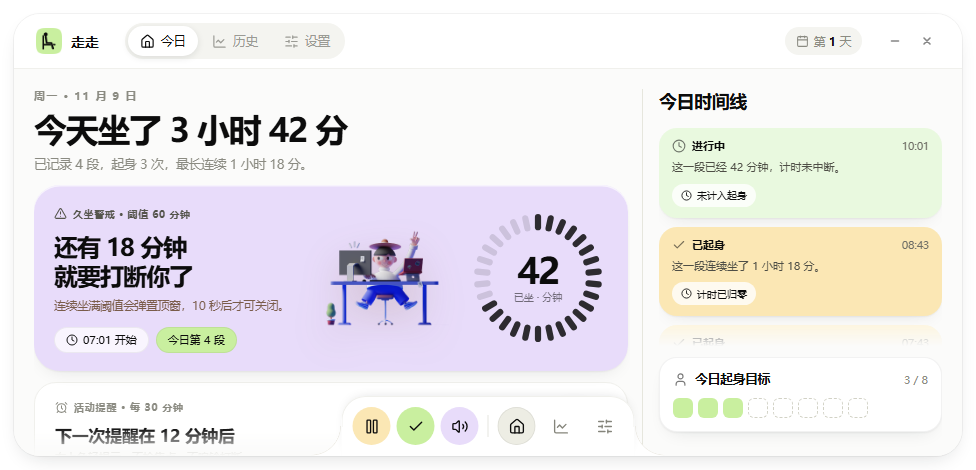 走走
今日
历史
设置
第 1 天
周一 • 11 月 9 日
今天坐了 3 小时 42 分
已记录 4 段，起身 3 次，最长连续 1 小时 18 分。
久坐警戒 • 阈值 60 分钟
还有 18 分钟
就要打断你了
连续坐满阈值会弹置顶窗，10 秒后才可关闭。
07:01 开始
今日第 4 段
42
已坐 · 分钟
活动提醒 • 每 30 分钟
下一次提醒在 12 分钟后
今日时间线
进行中
10:01
这一段已经 42 分钟，计时未中断。
未计入起身
已起身
08:43
这一段连续坐了 1 小时 18 分。
计时已归零
已起身
07:43
今日起身目标
3 / 8